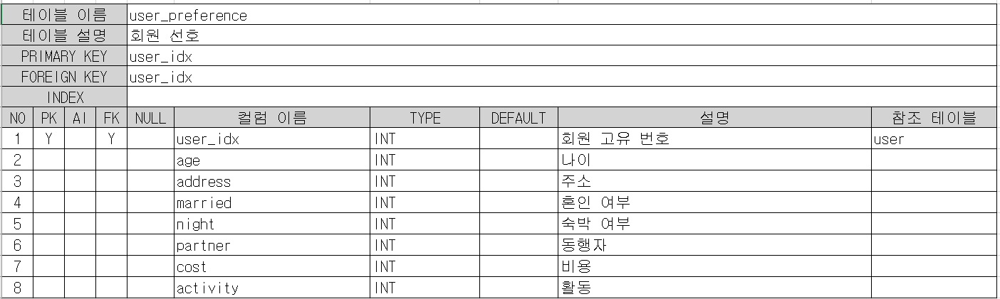 테이블 이름 user_preference
테이블 설명 회원 선호
PRIMARY KEY user_idx
FOREIGN KEY user_idx
INDEX
NO PK AI FK NULL 컬럼 이름 TYPE DEFAULT 설명 참조 테이블
1 Y Y user_idx INT 회원 고유 번호 user
2 age INT 나이
3 address INT 주소
4 married INT 혼인 여부
5 night INT 숙박 여부
6 partner INT 동행자
7 cost INT 비용
8 activity INT 활동